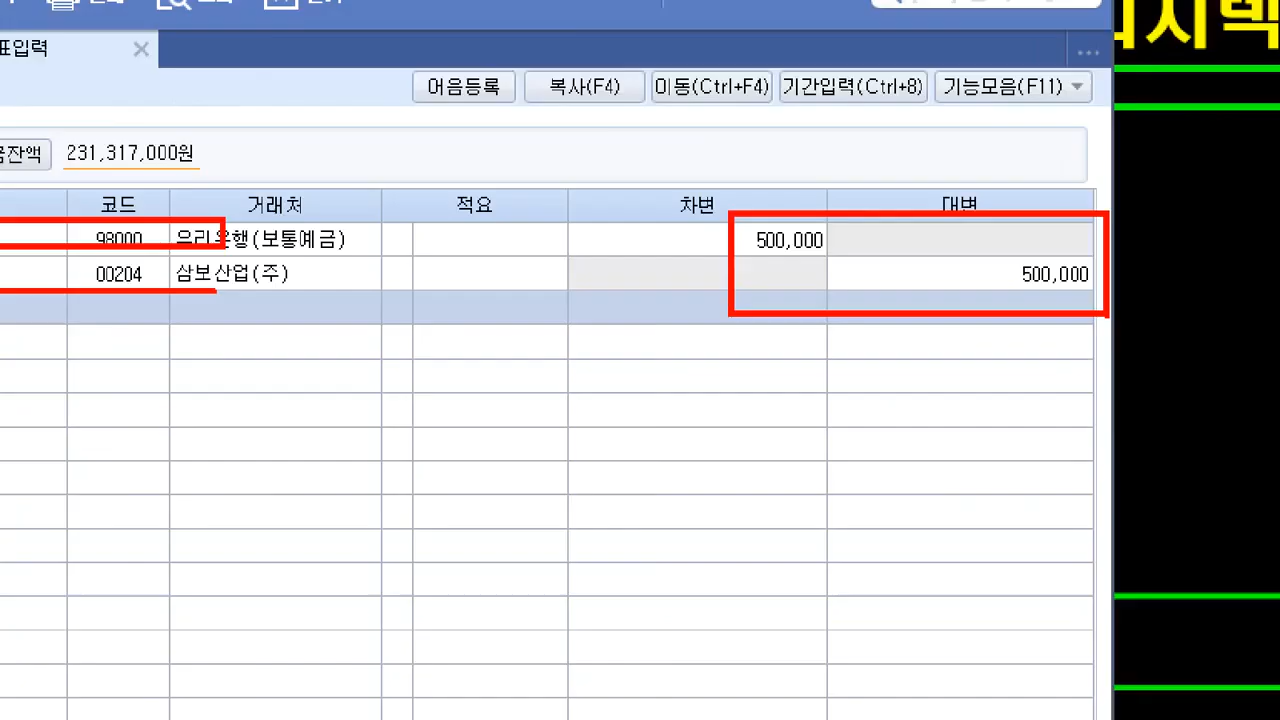 표입력
어음등록 복사(F4) 이동(Ctrl+F4) 기간입력(Ctrl+8) 기능모음(F11)
금잔액 231,317,000원
코드 거래처 적요 차변 대변
98000 우리은행(보통예금) 500,000
00204 삼보산업(주) 500,000